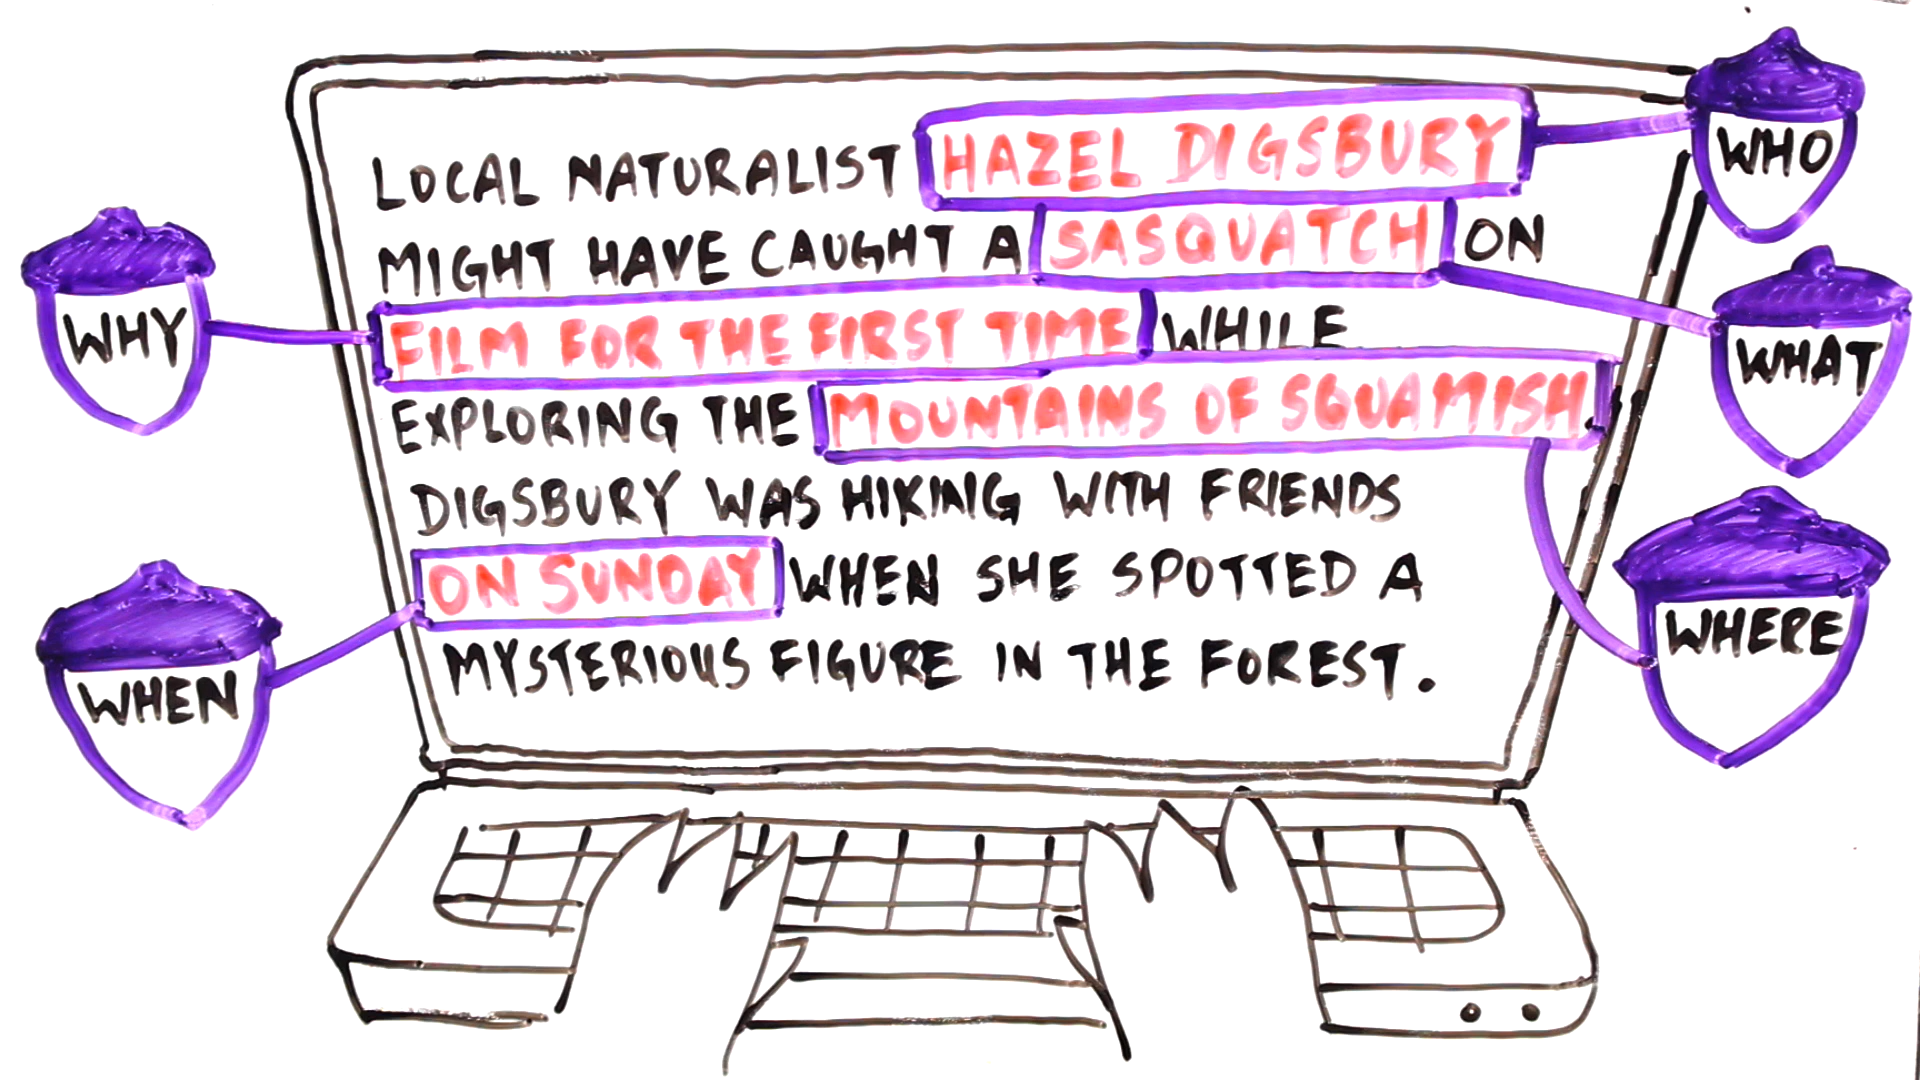 LOCAL NATURALIST HAZEL DIGSBURY
MIGHT HAVE CAUGHT A SASQUATCH ON
FILM FOR THE FIRST TIME WHILE
EXPLORING THE MOUNTAINS OF SQUAMISH
DIGSBURY WAS HIKING WITH FRIENDS
ON SUNDAY WHEN SHE SPOTTED A
MYSTERIOUS FIGURE IN THE FOREST.
WHY
WHEN
WHO
WHAT
WHERE